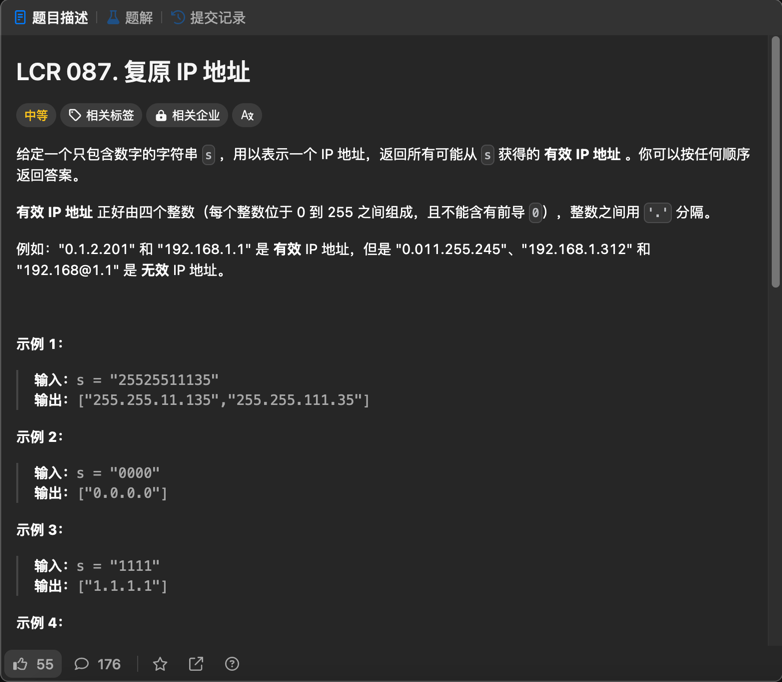 题目描述 题解 提交记录
LCR 087. 复原 IP 地址
中等 相关标签 相关企业
给定一个只包含数字的字符串 s ，用以表示一个 IP 地址，返回所有可能从 s 获得的 有效 IP 地址 。你可以按任何顺序
返回答案。
有效 IP 地址 正好由四个整数（每个整数位于 0 到 255 之间组成，且不能含有前导 0），整数之间用 '.' 分隔。
例如："0.1.2.201" 和 "192.168.1.1" 是 有效 IP 地址，但是 "0.011.255.245"、"192.168.1.312" 和
"192.168@1.1" 是 无效 IP 地址。
示例 1：
输入：s = "25525511135"
输出：["255.255.11.135","255.255.111.35"]
示例 2：
输入：s = "0000"
输出：["0.0.0.0"]
示例 3：
输入：s = "1111"
输出：["1.1.1.1"]
示例 4：
55 176